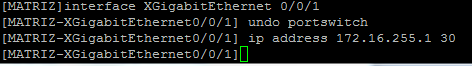 [MATRIZ]interface XGigabitEthernet 0/0/1
[MATRIZ-XGigabitEthernet0/0/1] undo portswitch
[MATRIZ-XGigabitEthernet0/0/1] ip address 172.16.255.1 30
[MATRIZ-XGigabitEthernet0/0/1]